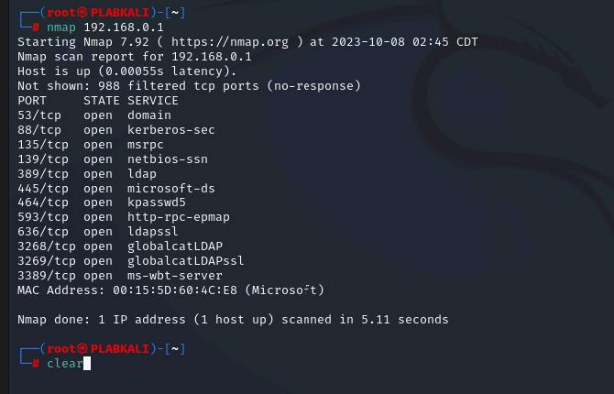 ┌──(root㉿PLABKALI)-[~]
└─# nmap 192.168.0.1
Starting Nmap 7.92 ( https://nmap.org ) at 2023-10-08 02:45 CDT
Nmap scan report for 192.168.0.1
Host is up (0.00055s latency).
Not shown: 988 filtered tcp ports (no-response)
PORT     STATE SERVICE
53/tcp   open  domain
88/tcp   open  kerberos-sec
135/tcp  open  msrpc
139/tcp  open  netbios-ssn
389/tcp  open  ldap
445/tcp  open  microsoft-ds
464/tcp  open  kpasswd5
593/tcp  open  http-rpc-epmap
636/tcp  open  ldapssl
3268/tcp open  globalcatLDAP
3269/tcp open  globalcatLDAPssl
3389/tcp open  ms-wbt-server
MAC Address: 00:15:5D:60:4C:E8 (Microsoft)
Nmap done: 1 IP address (1 host up) scanned in 5.11 seconds
┌──(root㉿PLABKALI)-[~]
└─# clear